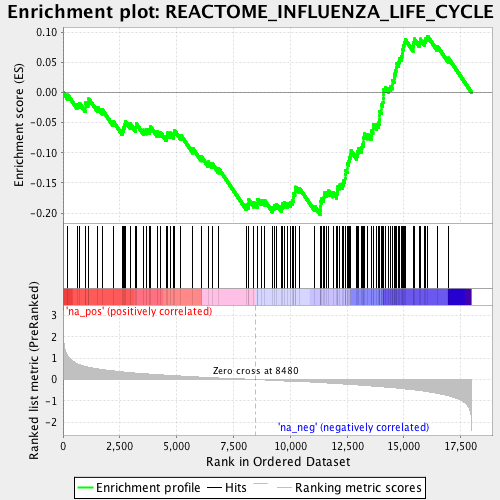 Enrichment plot: REACTOME_INFLUENZA_LIFE_CYCLE
Enrichment score (ES)
0.10
0.05
0.00
-0.05
-0.10
-0.15
-0.20
Ranked list metric (PreRanked)
'na_pos' (positively correlated)
3
2
1
0
-1
-2
Zero cross at 8480
'na_neg' (negatively correlated)
0
2,500
5,000
7,500
10,000
12,500
15,000
17,500
Rank in Ordered Dataset
Enrichment profile
Hits
Ranking metric scores